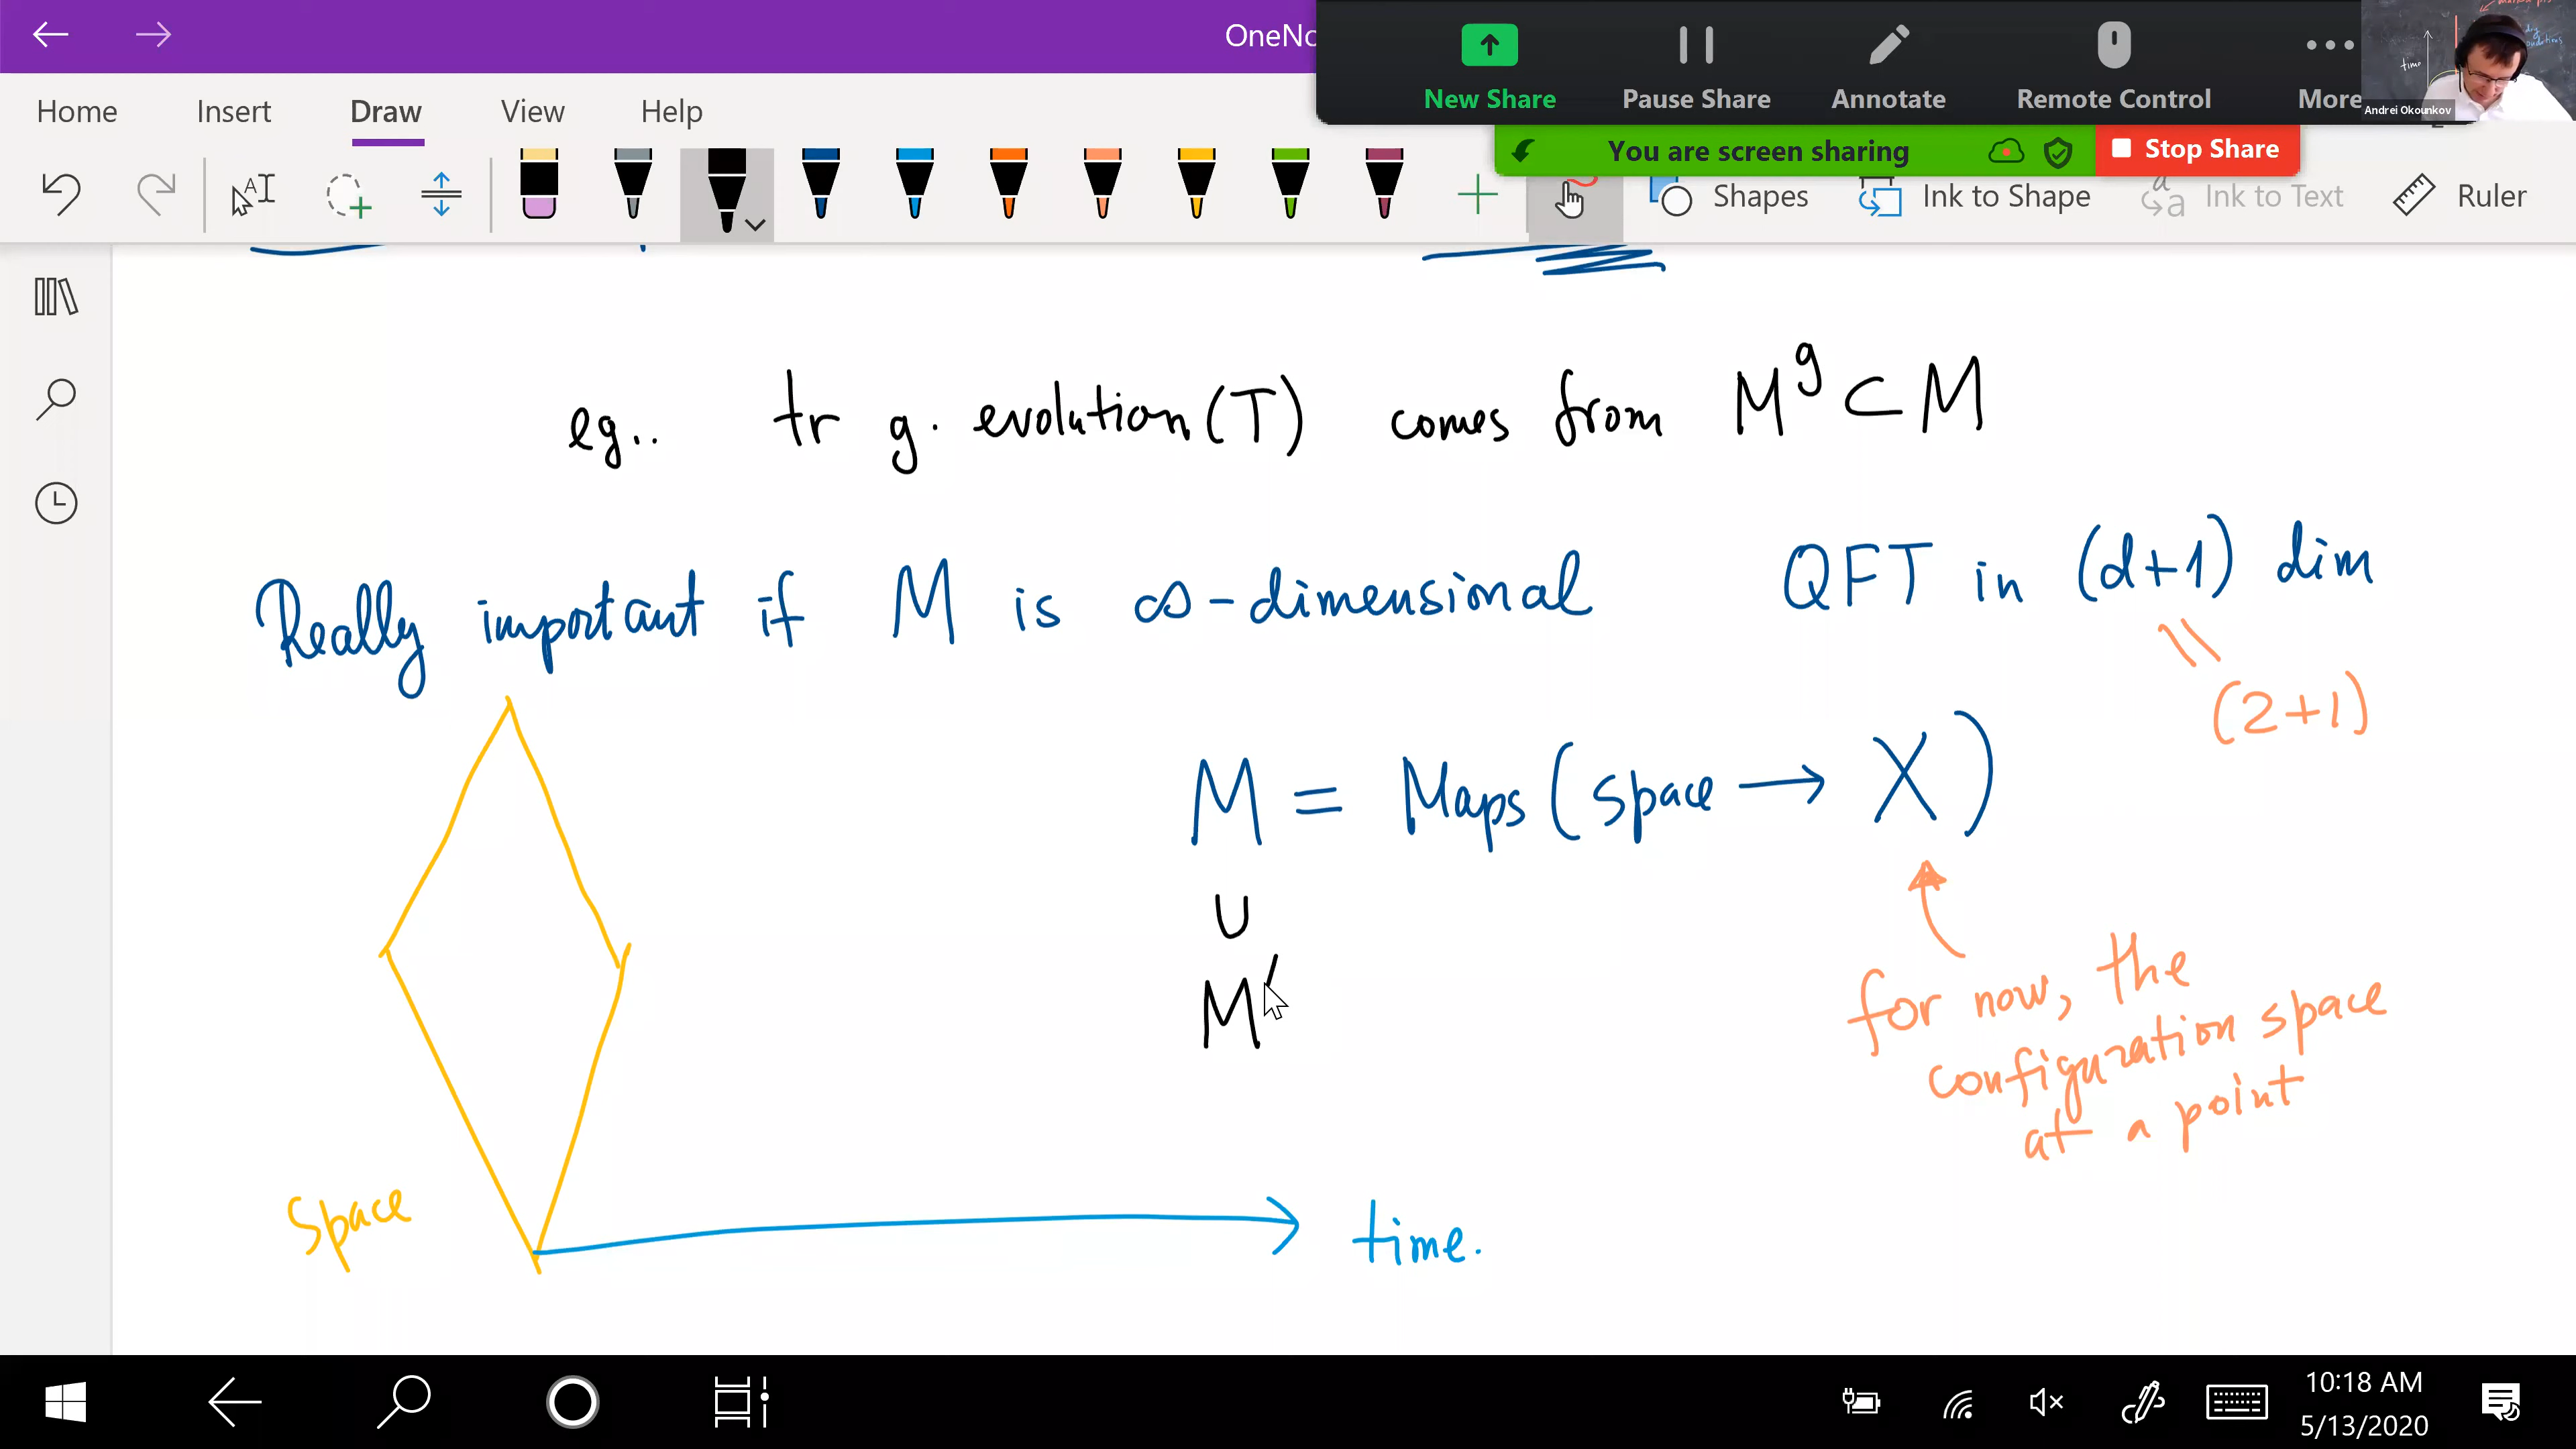 OneNo
New Share
Pause Share
Annotate
Remote Control
More
Andrei Okounkov
Home Insert Draw View Help
You are screen sharing
Stop Share
Shapes
Ink to Shape
Ink to Text
Ruler
eg.. tr g. evolution (T) comes from M^g ⊂ M
Really important if M is ∞-dimensional QFT in (d+1) dim
=
(2+1)
M = Maps (space → X)
∪
M'
for now, the
configuration space
at a point
Space
time.
10:18 AM
5/13/2020